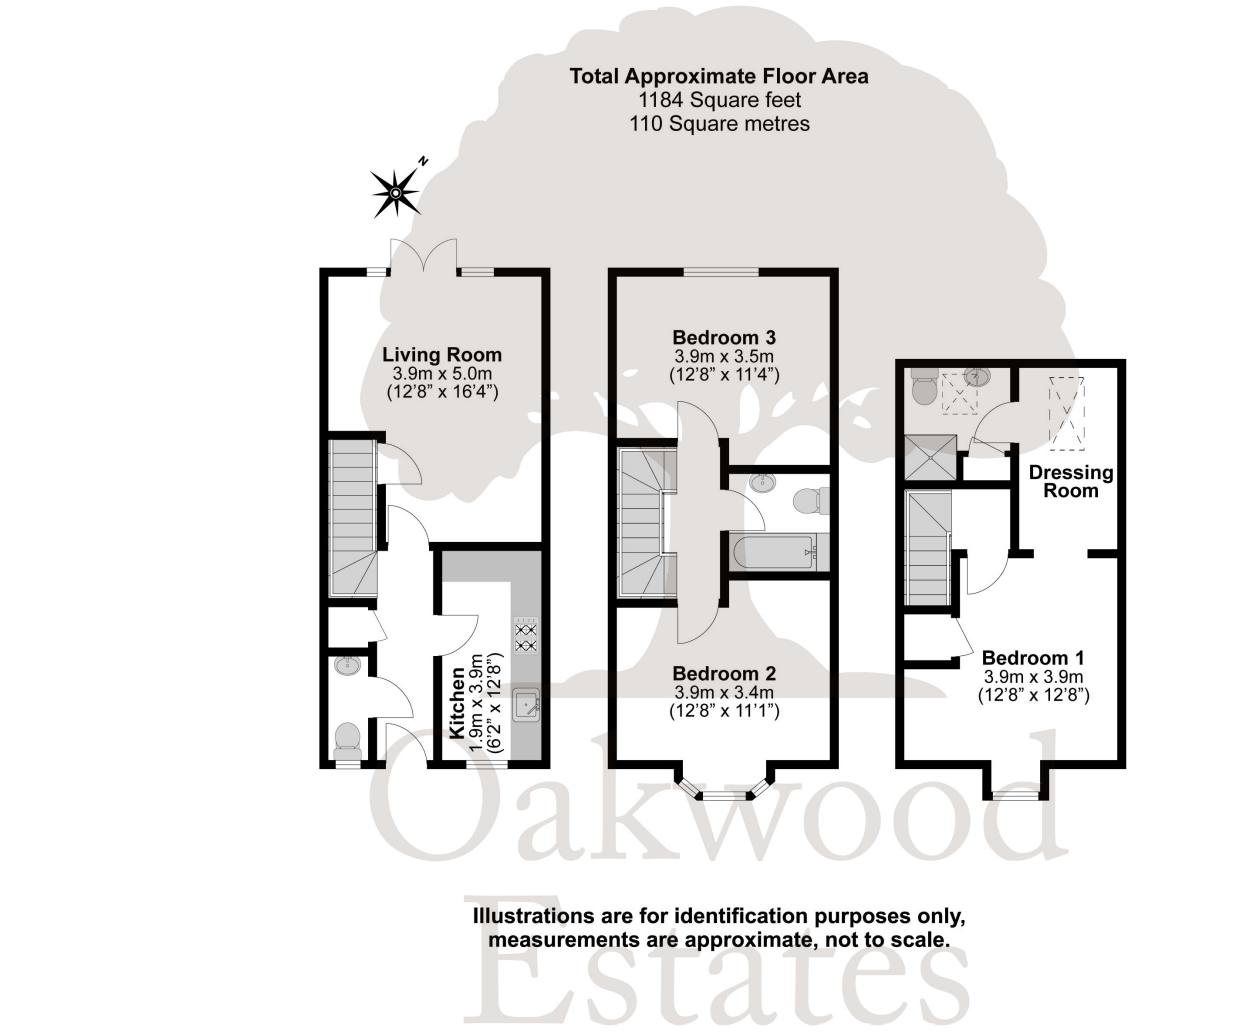 Total Approximate Floor Area
1184 Square feet
110 Square metres
N
Living Room
3.9m x 5.0m
(12'8" x 16'4")
Kitchen
1.9m x 3.9m
(6'2" x 12'8")
Bedroom 3
3.9m x 3.5m
(12'8" x 11'4")
Bedroom 2
3.9m x 3.4m
(12'8" x 11'1")
Dressing
Room
Bedroom 1
3.9m x 3.9m
(12'8" x 12'8")
Oakwood
Estates
Illustrations are for identification purposes only,
measurements are approximate, not to scale.